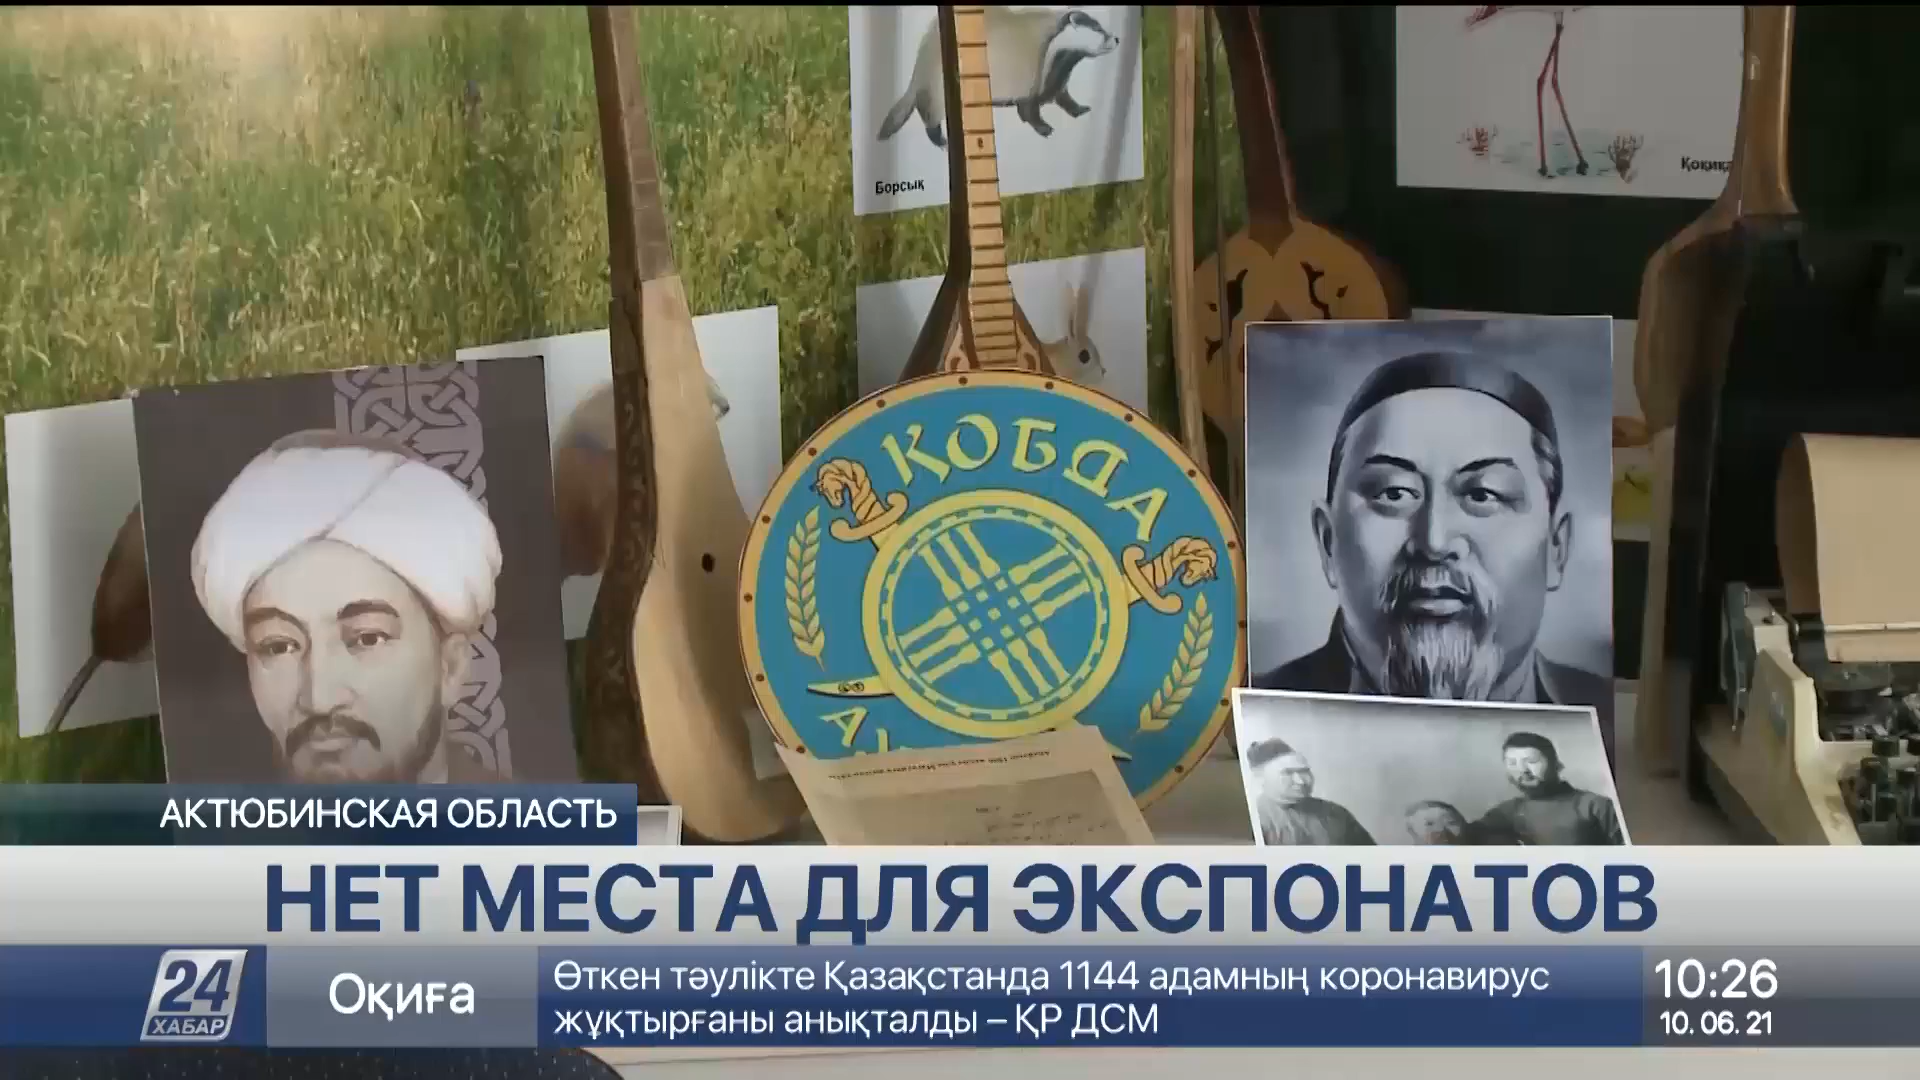 Борсық
Қоқиқа
ҚОБДА
АКТЮБИНСКАЯ ОБЛАСТЬ
НЕТ МЕСТА ДЛЯ ЭКСПОНАТОВ
24
ХАБАР
Оқиға
Өткен тәулікте Қазақстанда 1144 адамның коронавирус
жұқтырғаны анықталды – ҚР ДСМ
10:26
10. 06. 21